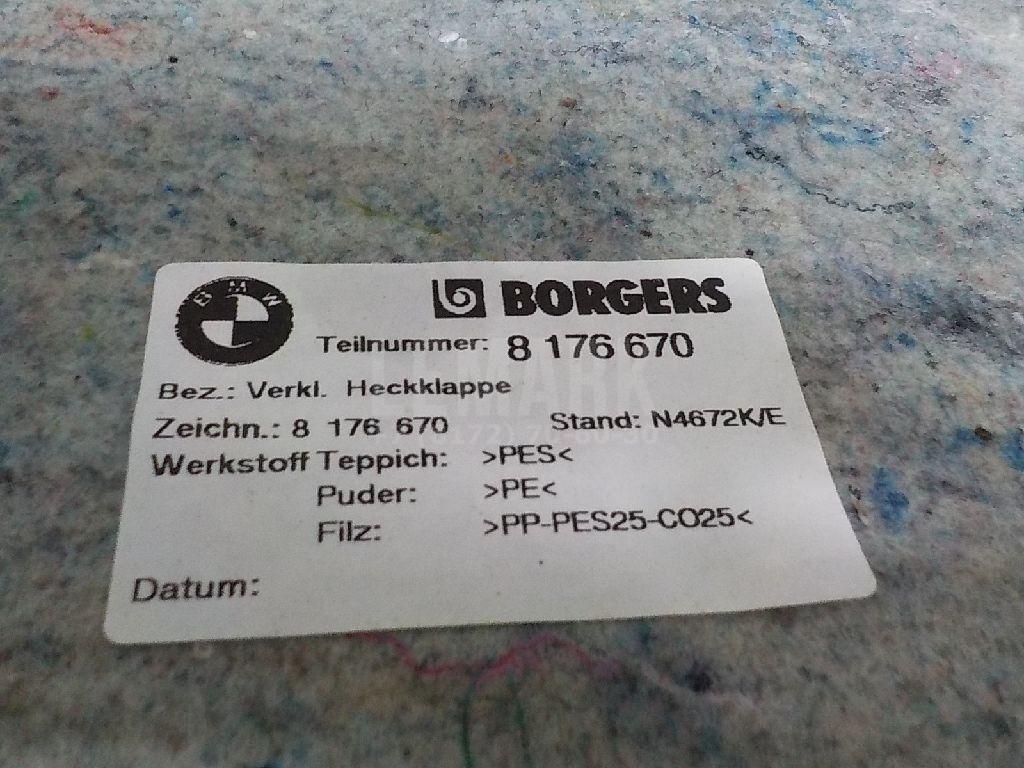 BMW
BORGERS
Teilnummer: 8 176 670
Bez.: Verkl. Heckklappe
Zeichn.: 8 176 670 Stand: N4672K/E
Werkstoff Teppich: >PES<
Puder: >PE<
Filz: >PP-PES25-CO25<
Datum: